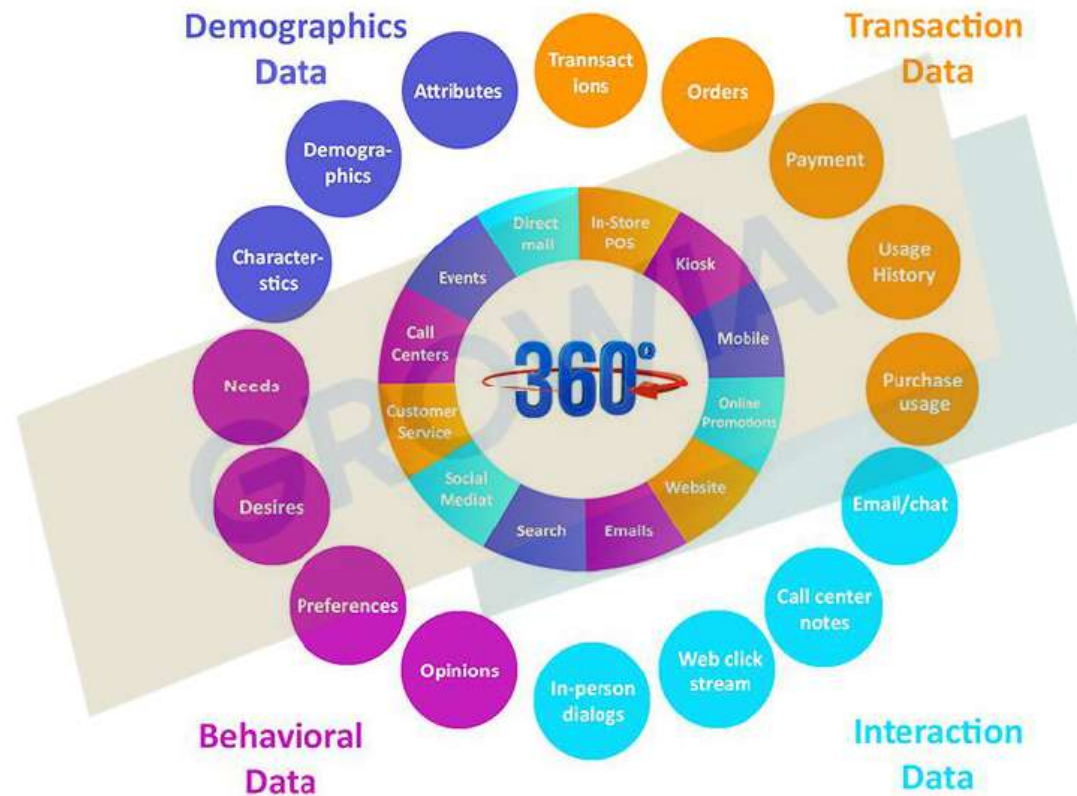 Demographics
Data
Transaction
Data
Attributes
Trannsact
ions
Orders
Demogra-
phics
Payment
Character-
stics
Usage
History
Needs
Purchase
usage
Desires
Email/chat
Preferences
Call center
notes
Opinions
Web click
stream
In-person
dialogs
Direct
mail
In-Store
POS
Events
Kiosk
Call
Centers
Mobile
Customer
Service
Online
Promotions
Social
Mediat
Website
Search
Emails
360°
GROWIA
Behavioral
Data
Interaction
Data